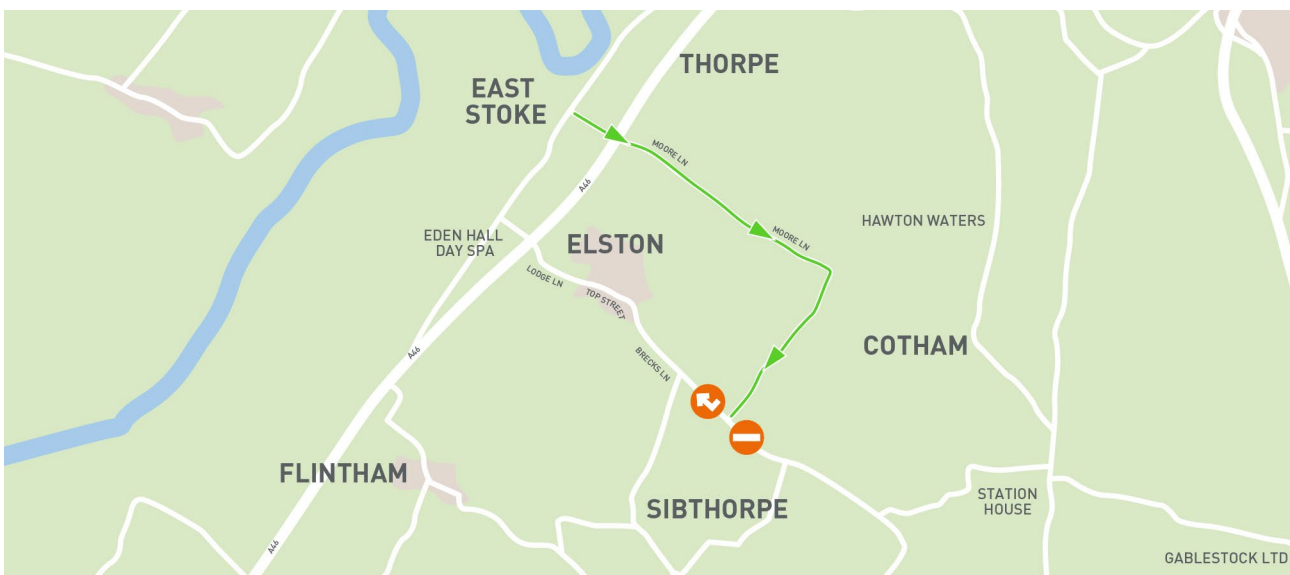 THORPE
EAST
STOKE
MOORE LN
A46
HAWTON WATERS
MOORE LN
EDEN HALL
DAY SPA
ELSTON
LODGE LN
TOP STREET
COTHAM
A46
BRECKS LN
FLINTHAM
SIBTHORPE
STATION
HOUSE
A46
GABLESTOCK LTD